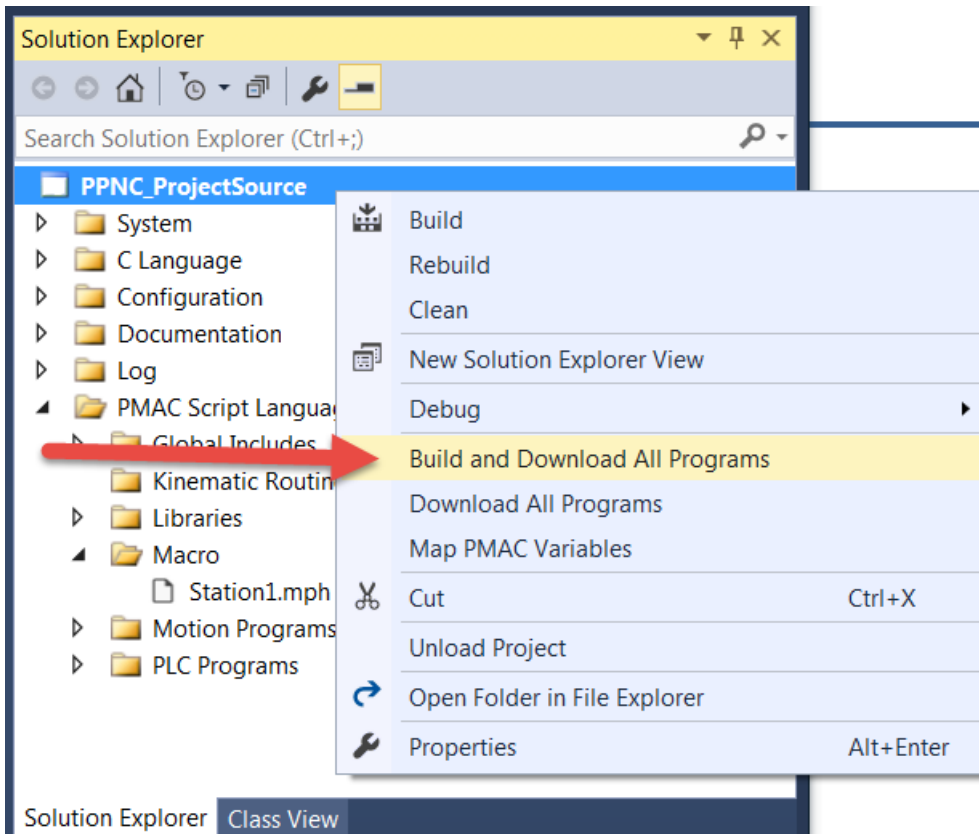 Solution Explorer
Search Solution Explorer (Ctrl+;)
PPNC_ProjectSource
System
C Language
Configuration
Documentation
Log
PMAC Script Langua
Global Includes
Kinematic Routin
Libraries
Macro
Station1.mph
Motion Programs
PLC Programs
Build
Rebuild
Clean
New Solution Explorer View
Debug
Build and Download All Programs
Download All Programs
Map PMAC Variables
Cut Ctrl+X
Unload Project
Open Folder in File Explorer
Properties Alt+Enter
Solution Explorer Class View